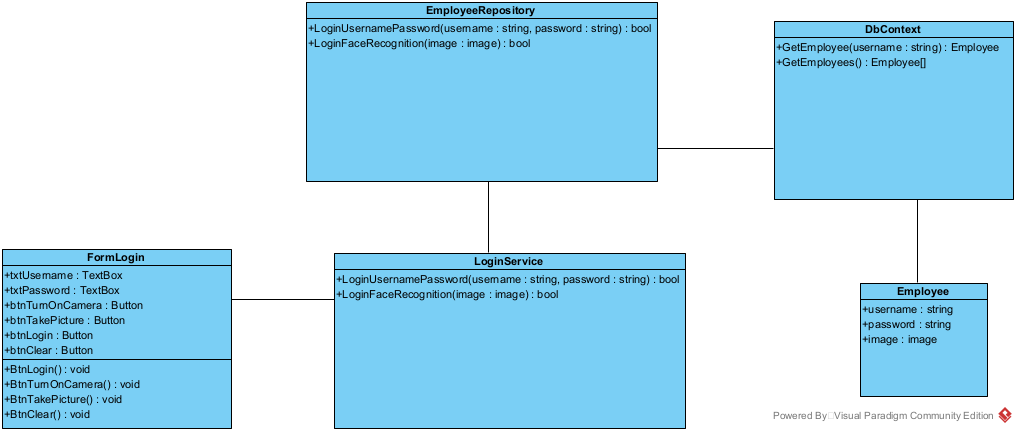 EmployeeRepository
+LoginUsernamePassword(username : string, password : string) : bool
+LoginFaceRecognition(image : image) : bool
DbContext
+GetEmployee(username : string) : Employee
+GetEmployees() : Employee[]
FormLogin
+txtUsername : TextBox
+txtPassword : TextBox
+btnTurnOnCamera : Button
+btnTakePicture : Button
+btnLogin : Button
+btnClear : Button
+BtnLogin() : void
+BtnTurnOnCamera() : void
+BtnTakePicture() : void
+BtnClear() : void
LoginService
+LoginUsernamePassword(username : string, password : string) : bool
+LoginFaceRecognition(image : image) : bool
Employee
+username : string
+password : string
+image : image
Powered By Visual Paradigm Community Edition